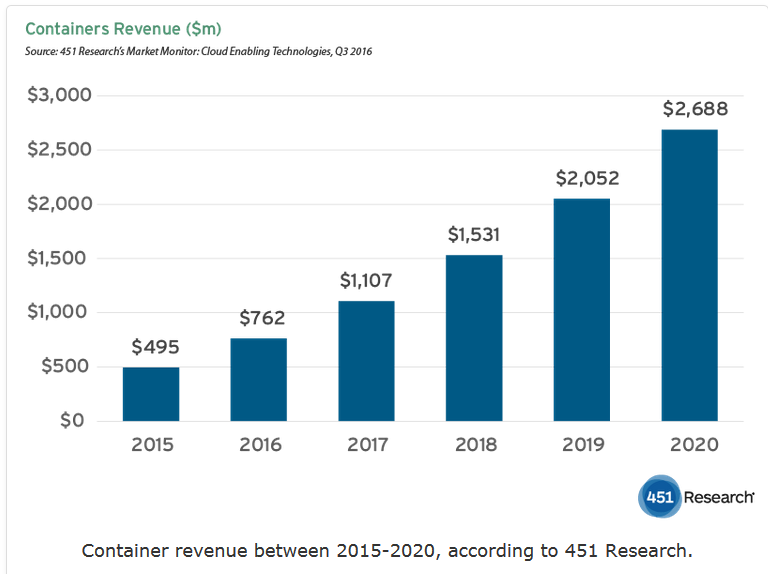 Containers Revenue ($m)
Source: 451 Research's Market Monitor: Cloud Enabling Technologies, Q3 2016
$3,000
$2,688
$2,500
$2,052
$2,000
$1,531
$1,500
$1,107
$1,000
$762
$495
$500
$0
2015 2016 2017 2018 2019 2020
451 Research
Container revenue between 2015-2020, according to 451 Research.